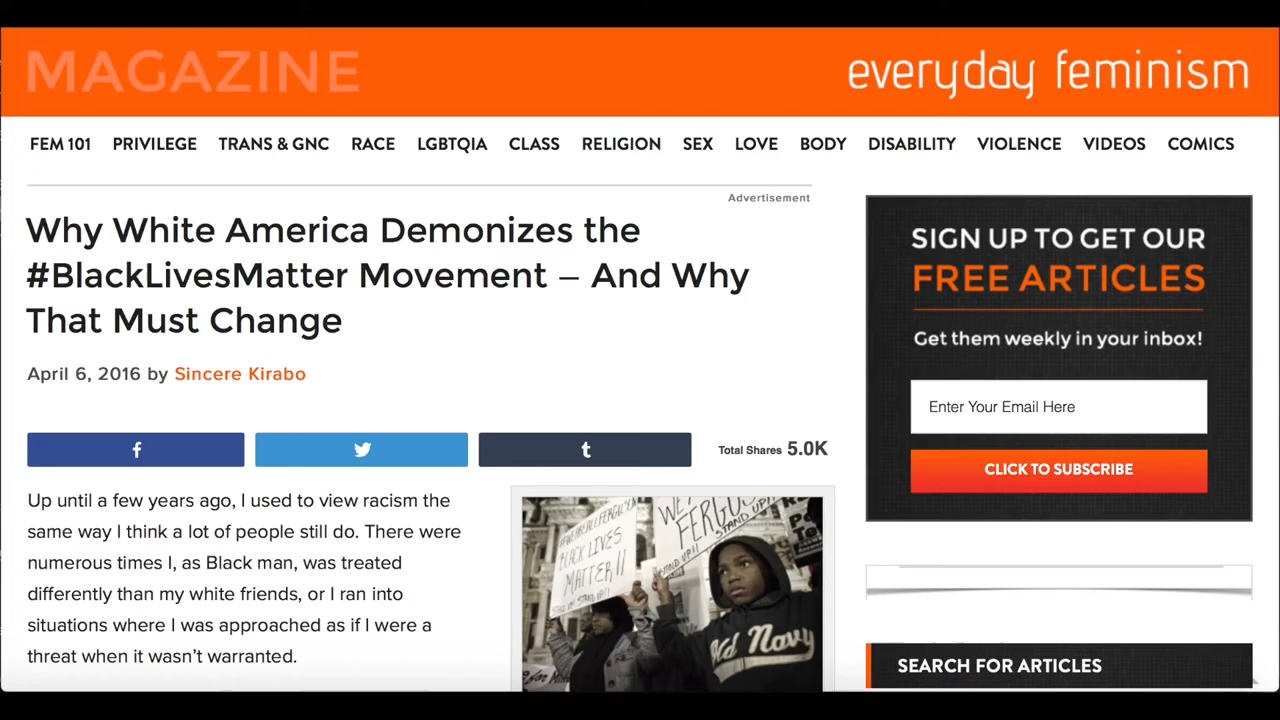 MAGAZINE
everyday feminism
FEM 101 PRIVILEGE TRANS & GNC RACE LGBTQIA CLASS RELIGION SEX LOVE BODY DISABILITY VIOLENCE VIDEOS COMICS
Advertisement
Why White America Demonizes the
#BlackLivesMatter Movement – And Why
That Must Change
April 6, 2016 by Sincere Kirabo
f t Total Shares 5.0K
Up until a few years ago, I used to view racism the
same way I think a lot of people still do. There were
numerous times I, as Black man, was treated
differently than my white friends, or I ran into
situations where I was approached as if I were a
threat when it wasn't warranted.
BLACK LIVES
MATTER!!
FERGUS
STAND UP!!
Old Navy
SIGN UP TO GET OUR
FREE ARTICLES
Get them weekly in your inbox!
Enter Your Email Here
CLICK TO SUBSCRIBE
SEARCH FOR ARTICLES